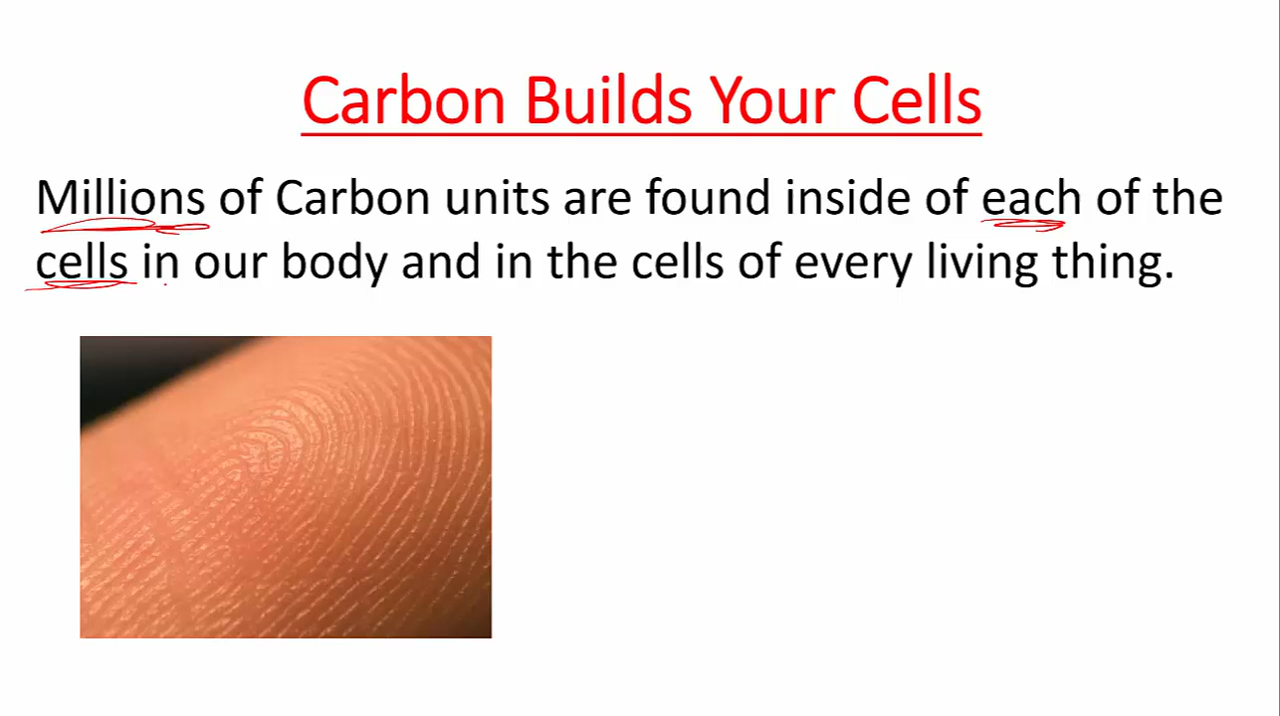 Carbon Builds Your Cells
Millions of Carbon units are found inside of each of the
cells in our body and in the cells of every living thing.